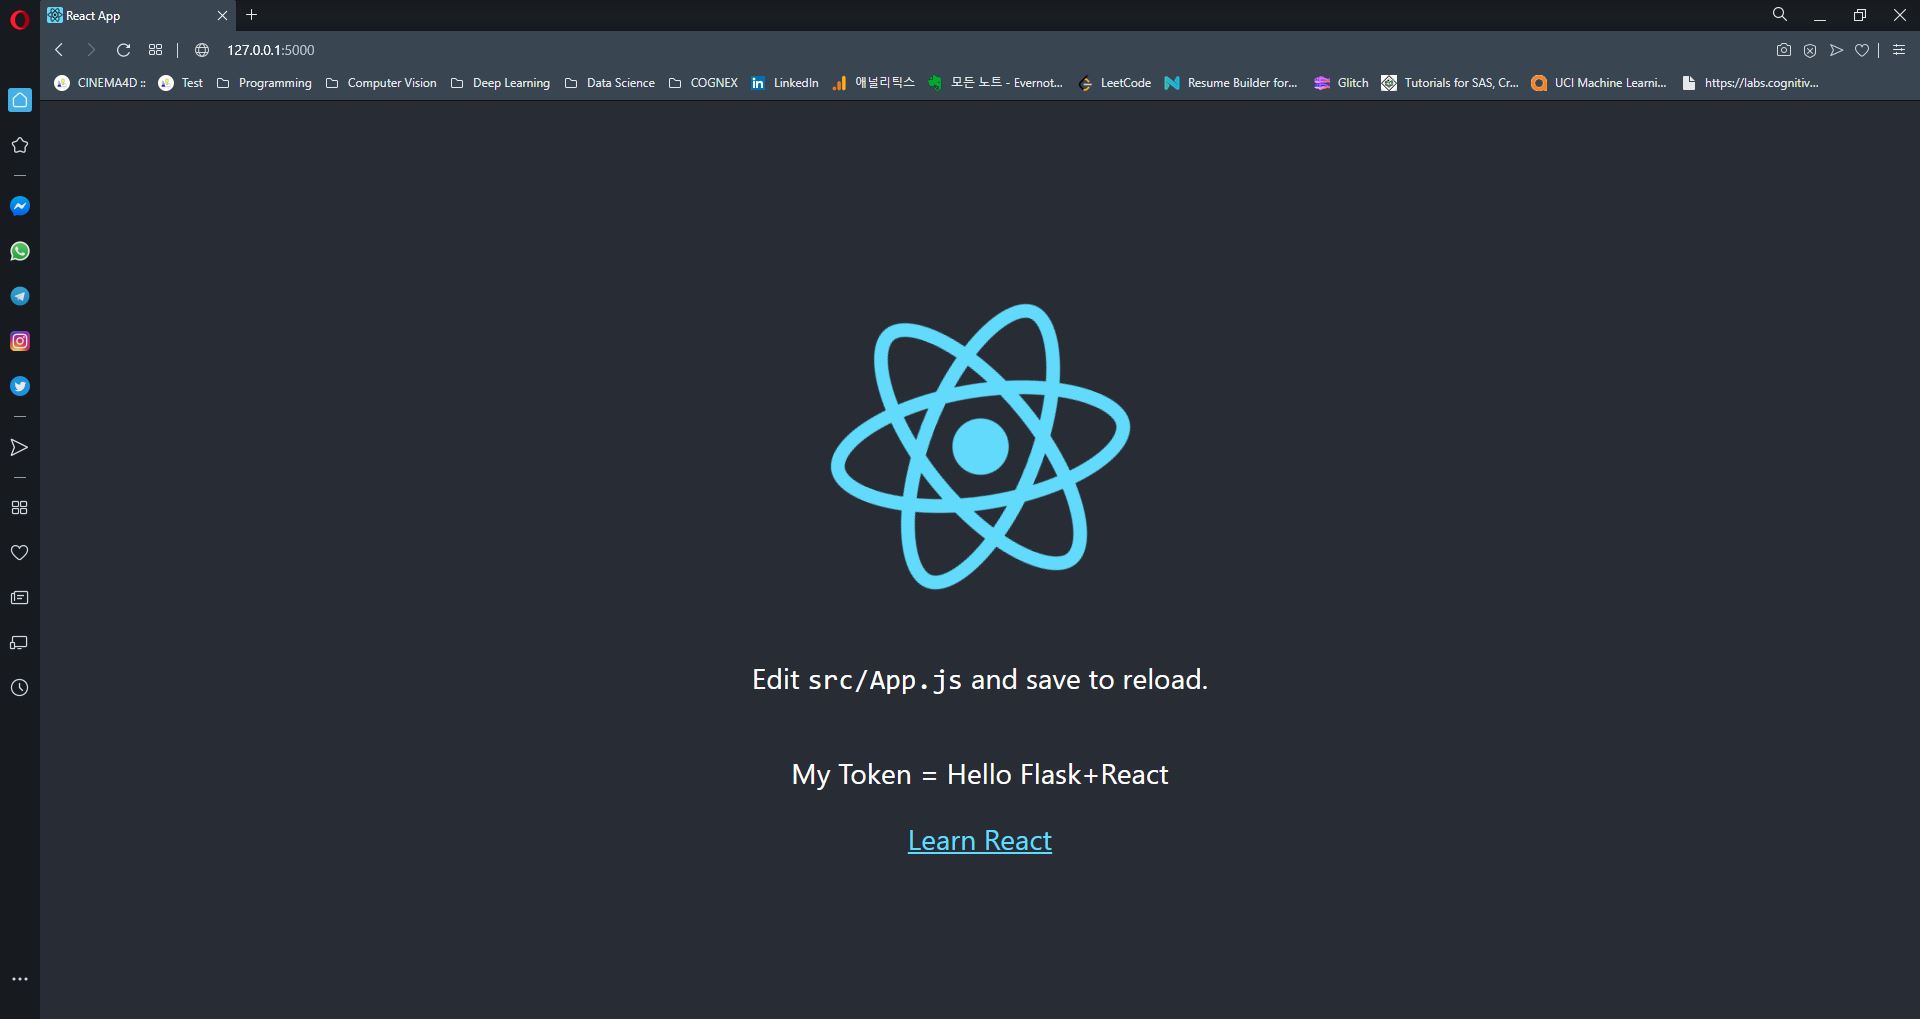 React App
127.0.0.1:5000
CINEMA4D :: Test Programming Computer Vision Deep Learning Data Science COGNEX LinkedIn 애널리틱스 모든 노트 - Evernot... LeetCode Resume Builder for... Glitch Tutorials for SAS, Cr... UCI Machine Learni... https://labs.cognitiv...
Edit src/App.js and save to reload.
My Token = Hello Flask+React
Learn React